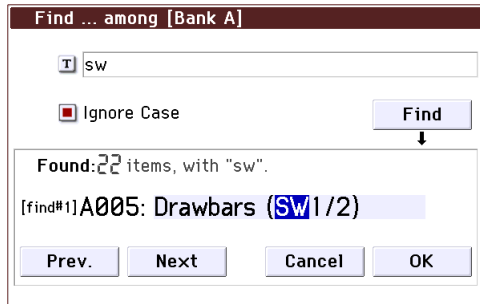 Find ... among [Bank A]
T sw
Ignore Case
Find
Found:22 items, with "sw".
[find#1]A005: Drawbars (SW1/2)
Prev. Next Cancel OK